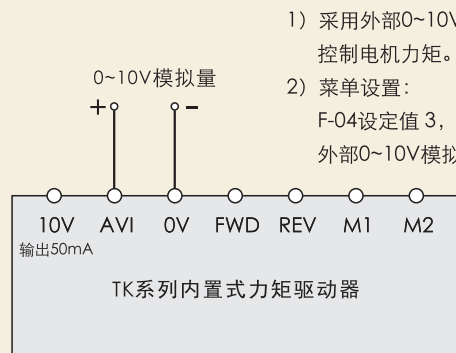 1）采用外部0~10V
控制电机力矩。
2）菜单设置：
F-04设定值 3，
外部0~10V模拟
0~10V模拟量
+ -
10V AVI 0V FWD REV M1 M2
输出50mA
TK系列内置式力矩驱动器